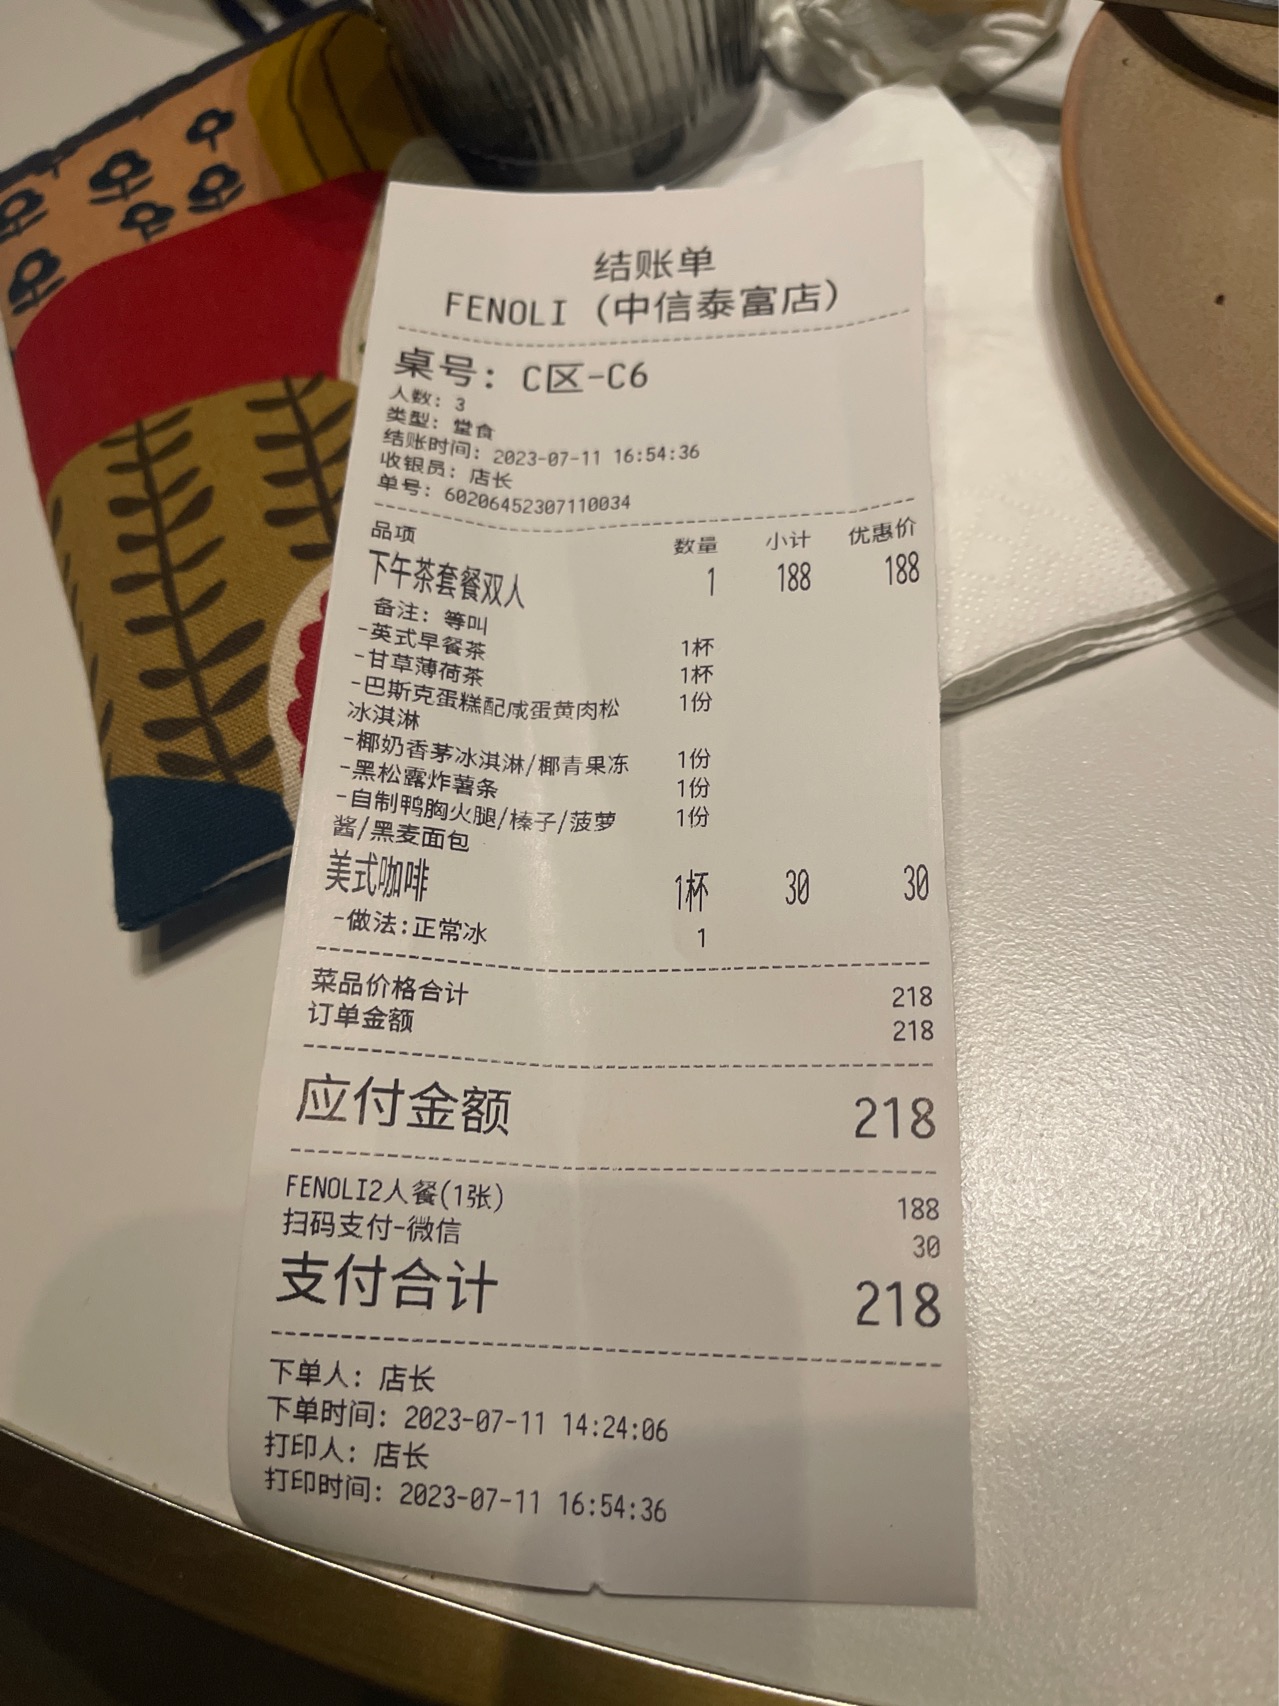 结账单
FENOLI（中信泰富店）
桌号：C区-C6
人数：3
类型：堂食
结账时间：2023-07-11 16:54:36
收银员：店长
单号：60206452307110034
品项 数量 小计 优惠价
下午茶套餐双人 1 188 188
备注：等叫
-英式早餐茶 1杯
-甘草薄荷茶 1杯
-巴斯克蛋糕配咸蛋黄肉松 1份
冰淇淋
-椰奶香茅冰淇淋/椰青果冻 1份
-黑松露炸薯条 1份
-自制鸭胸火腿/榛子/菠萝 1份
酱/黑麦面包
美式咖啡 1杯 30 30
-做法:正常冰 1
菜品价格合计 218
订单金额 218
应付金额 218
FENOLI2人餐(1张) 188
扫码支付-微信 30
支付合计 218
下单人：店长
下单时间：2023-07-11 14:24:06
打印人：店长
打印时间：2023-07-11 16:54:36